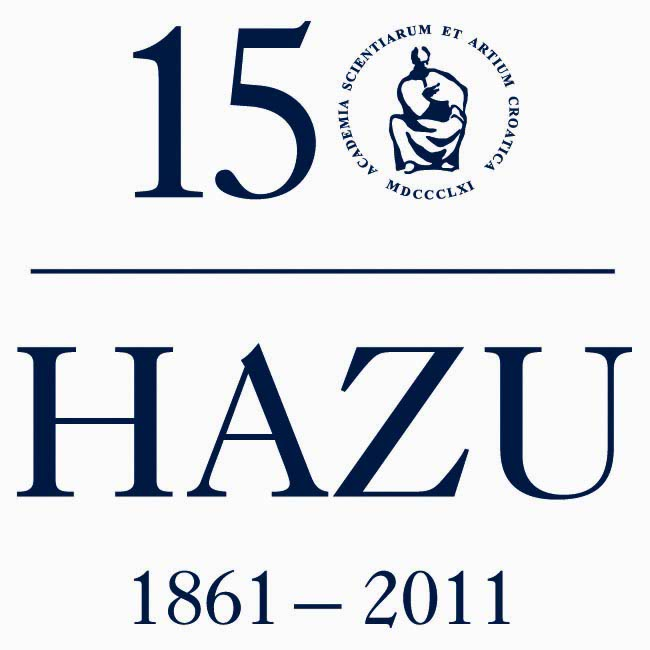 15
ACADEMIA SCIENTIARUM ET ARTIUM CROATICA
MDCCCLXI
HAZU
1861 – 2011